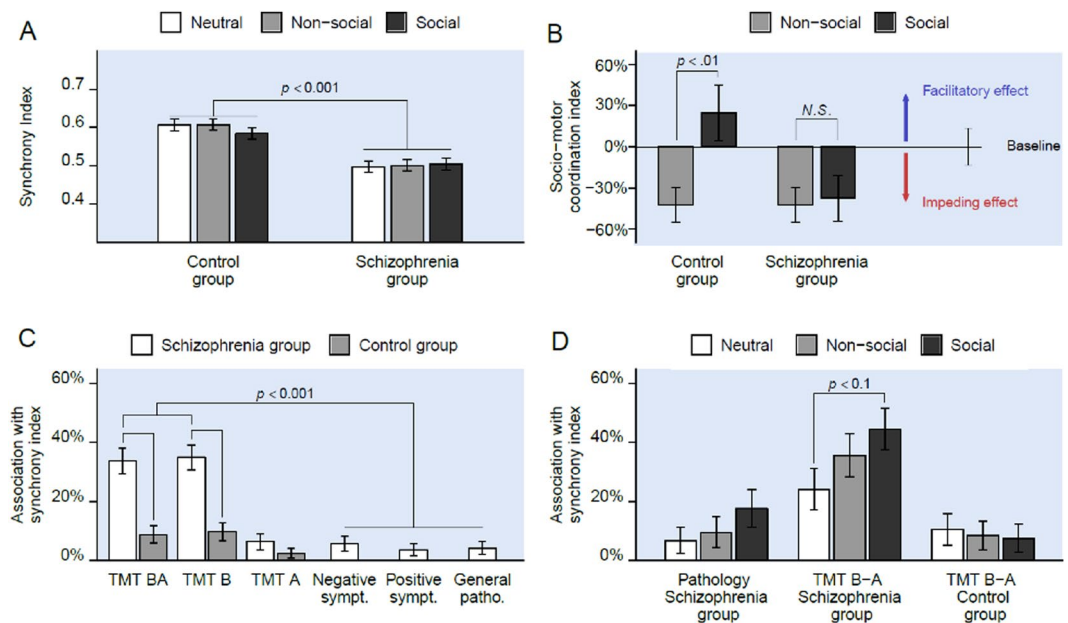 A
Neutral Non-social Social
Synchrony Index
0.7
0.6
0.5
0.4
p < 0.001
Control
group
Schizophrenia
group
B
Non-social Social
Socio-motor
coordination index
60%
30%
0%
−30%
−60%
p < .01
N.S.
Facilitatory effect
Baseline
Impeding effect
Control
group
Schizophrenia
group
C
Schizophrenia group Control group
Association with
synchrony index
60%
40%
20%
0%
p < 0.001
TMT BA
TMT B
TMT A
Negative
sympt.
Positive
sympt.
General
patho.
D
Neutral Non-social Social
Association with
synchrony index
60%
40%
20%
0%
p < 0.1
Pathology
Schizophrenia
group
TMT B−A
Schizophrenia
group
TMT B−A
Control
group